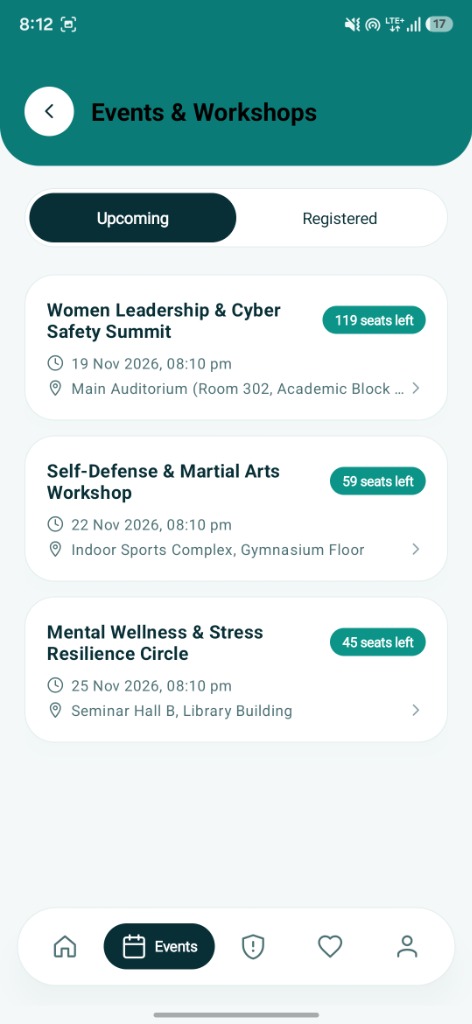 8:12
LTE+
17
Events & Workshops
Upcoming
Registered
Women Leadership & Cyber
Safety Summit
119 seats left
19 Nov 2026, 08:10 pm
Main Auditorium (Room 302, Academic Block ...
Self-Defense & Martial Arts
Workshop
59 seats left
22 Nov 2026, 08:10 pm
Indoor Sports Complex, Gymnasium Floor
Mental Wellness & Stress
Resilience Circle
45 seats left
25 Nov 2026, 08:10 pm
Seminar Hall B, Library Building
Events